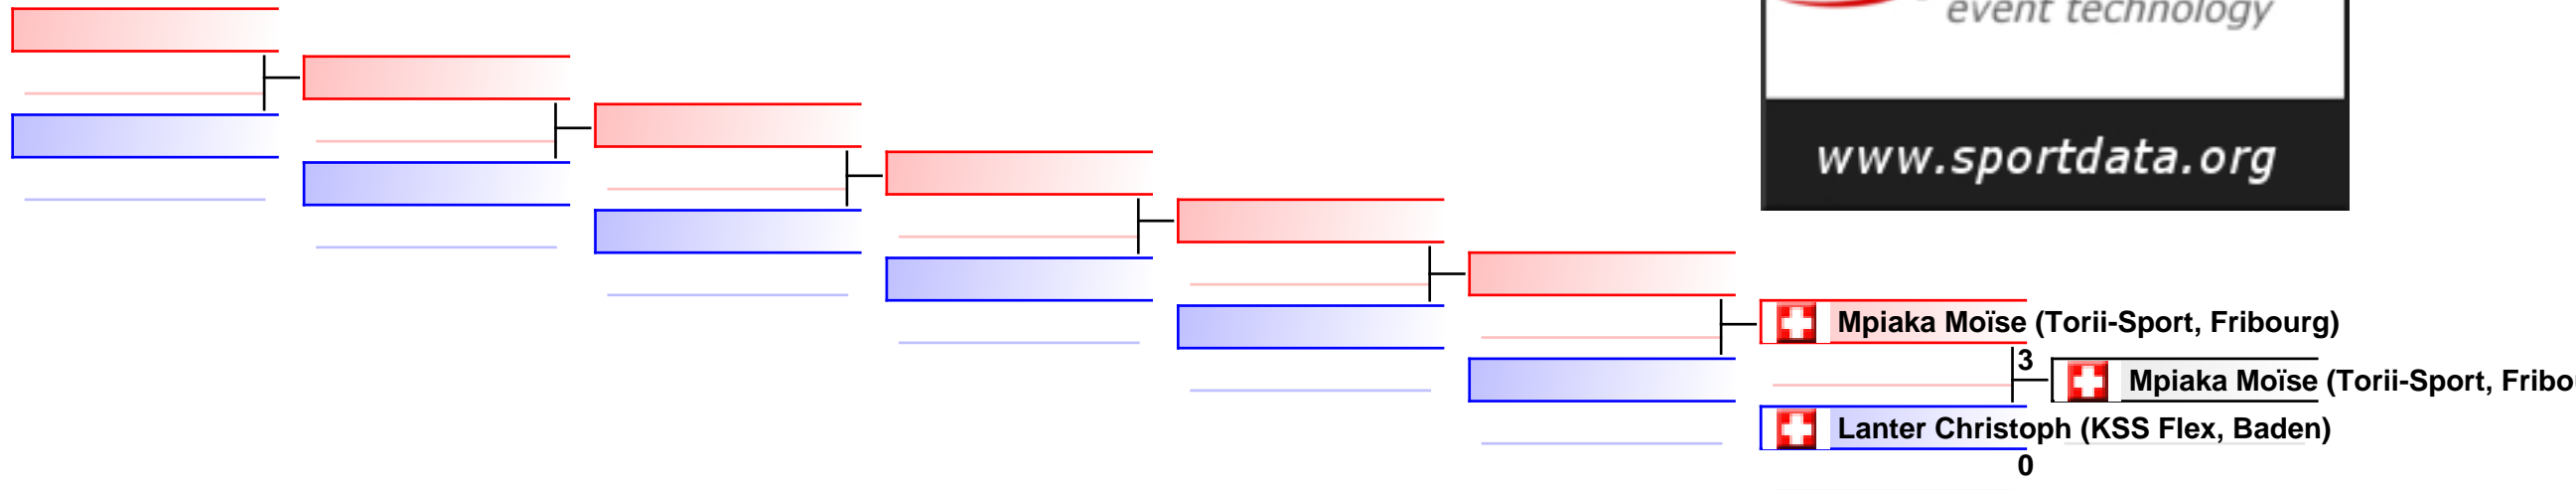 event technology
www.sportdata.org
Mpiaka Moïse (Torii-Sport, Fribourg)
3
Mpiaka Moïse (Torii-Sport, Fribo
Lanter Christoph (KSS Flex, Baden)
0